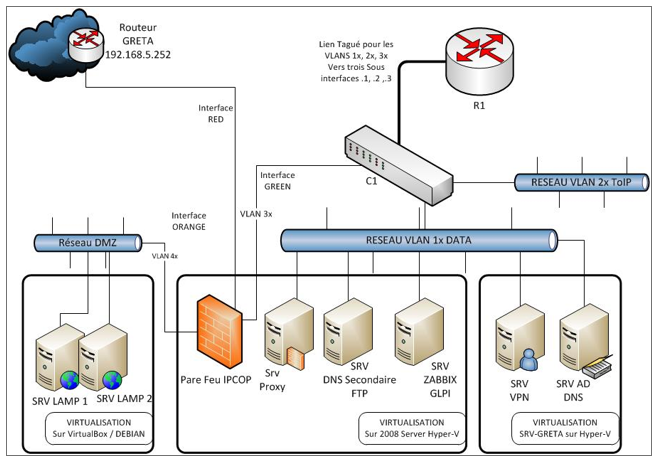 Routeur
GRETA
192.168.5.252
Lien Tagué pour les
VLANS 1x, 2x, 3x
Vers trois Sous
interfaces .1, .2 ,.3
R1
Interface
RED
C1
Interface
GREEN
RESEAU VLAN 2x ToIP
Interface
ORANGE
VLAN 3x
Réseau DMZ
VLAN 4x
RESEAU VLAN 1x DATA
SRV LAMP 1
SRV LAMP 2
Pare Feu IPCOP
Srv
Proxy
SRV
DNS Secondaire
FTP
SRV
ZABBIX
GLPI
SRV
VPN
SRV AD
DNS
VIRTUALISATION
Sur VirtualBox / DEBIAN
VIRTUALISATION
Sur 2008 Server Hyper-V
VIRTUALISATION
SRV-GRETA sur Hyper-V